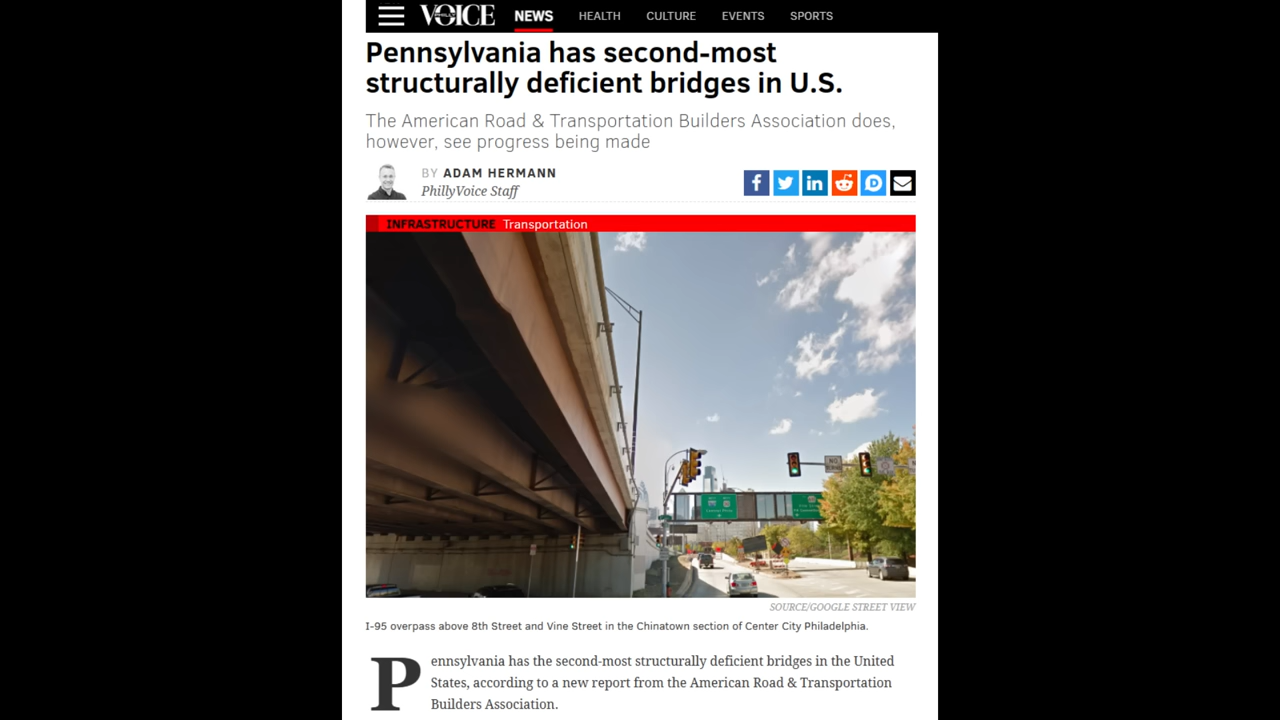 PHILLY VOICE NEWS HEALTH CULTURE EVENTS SPORTS
Pennsylvania has second-most
structurally deficient bridges in U.S.
The American Road & Transportation Builders Association does,
however, see progress being made
BY ADAM HERMANN
PhillyVoice Staff
INFRASTRUCTURE Transportation
NO
SOURCE/GOOGLE STREET VIEW
I-95 overpass above 8th Street and Vine Street in the Chinatown section of Center City Philadelphia.
Pennsylvania has the second-most structurally deficient bridges in the United
States, according to a new report from the American Road & Transportation
Builders Association.